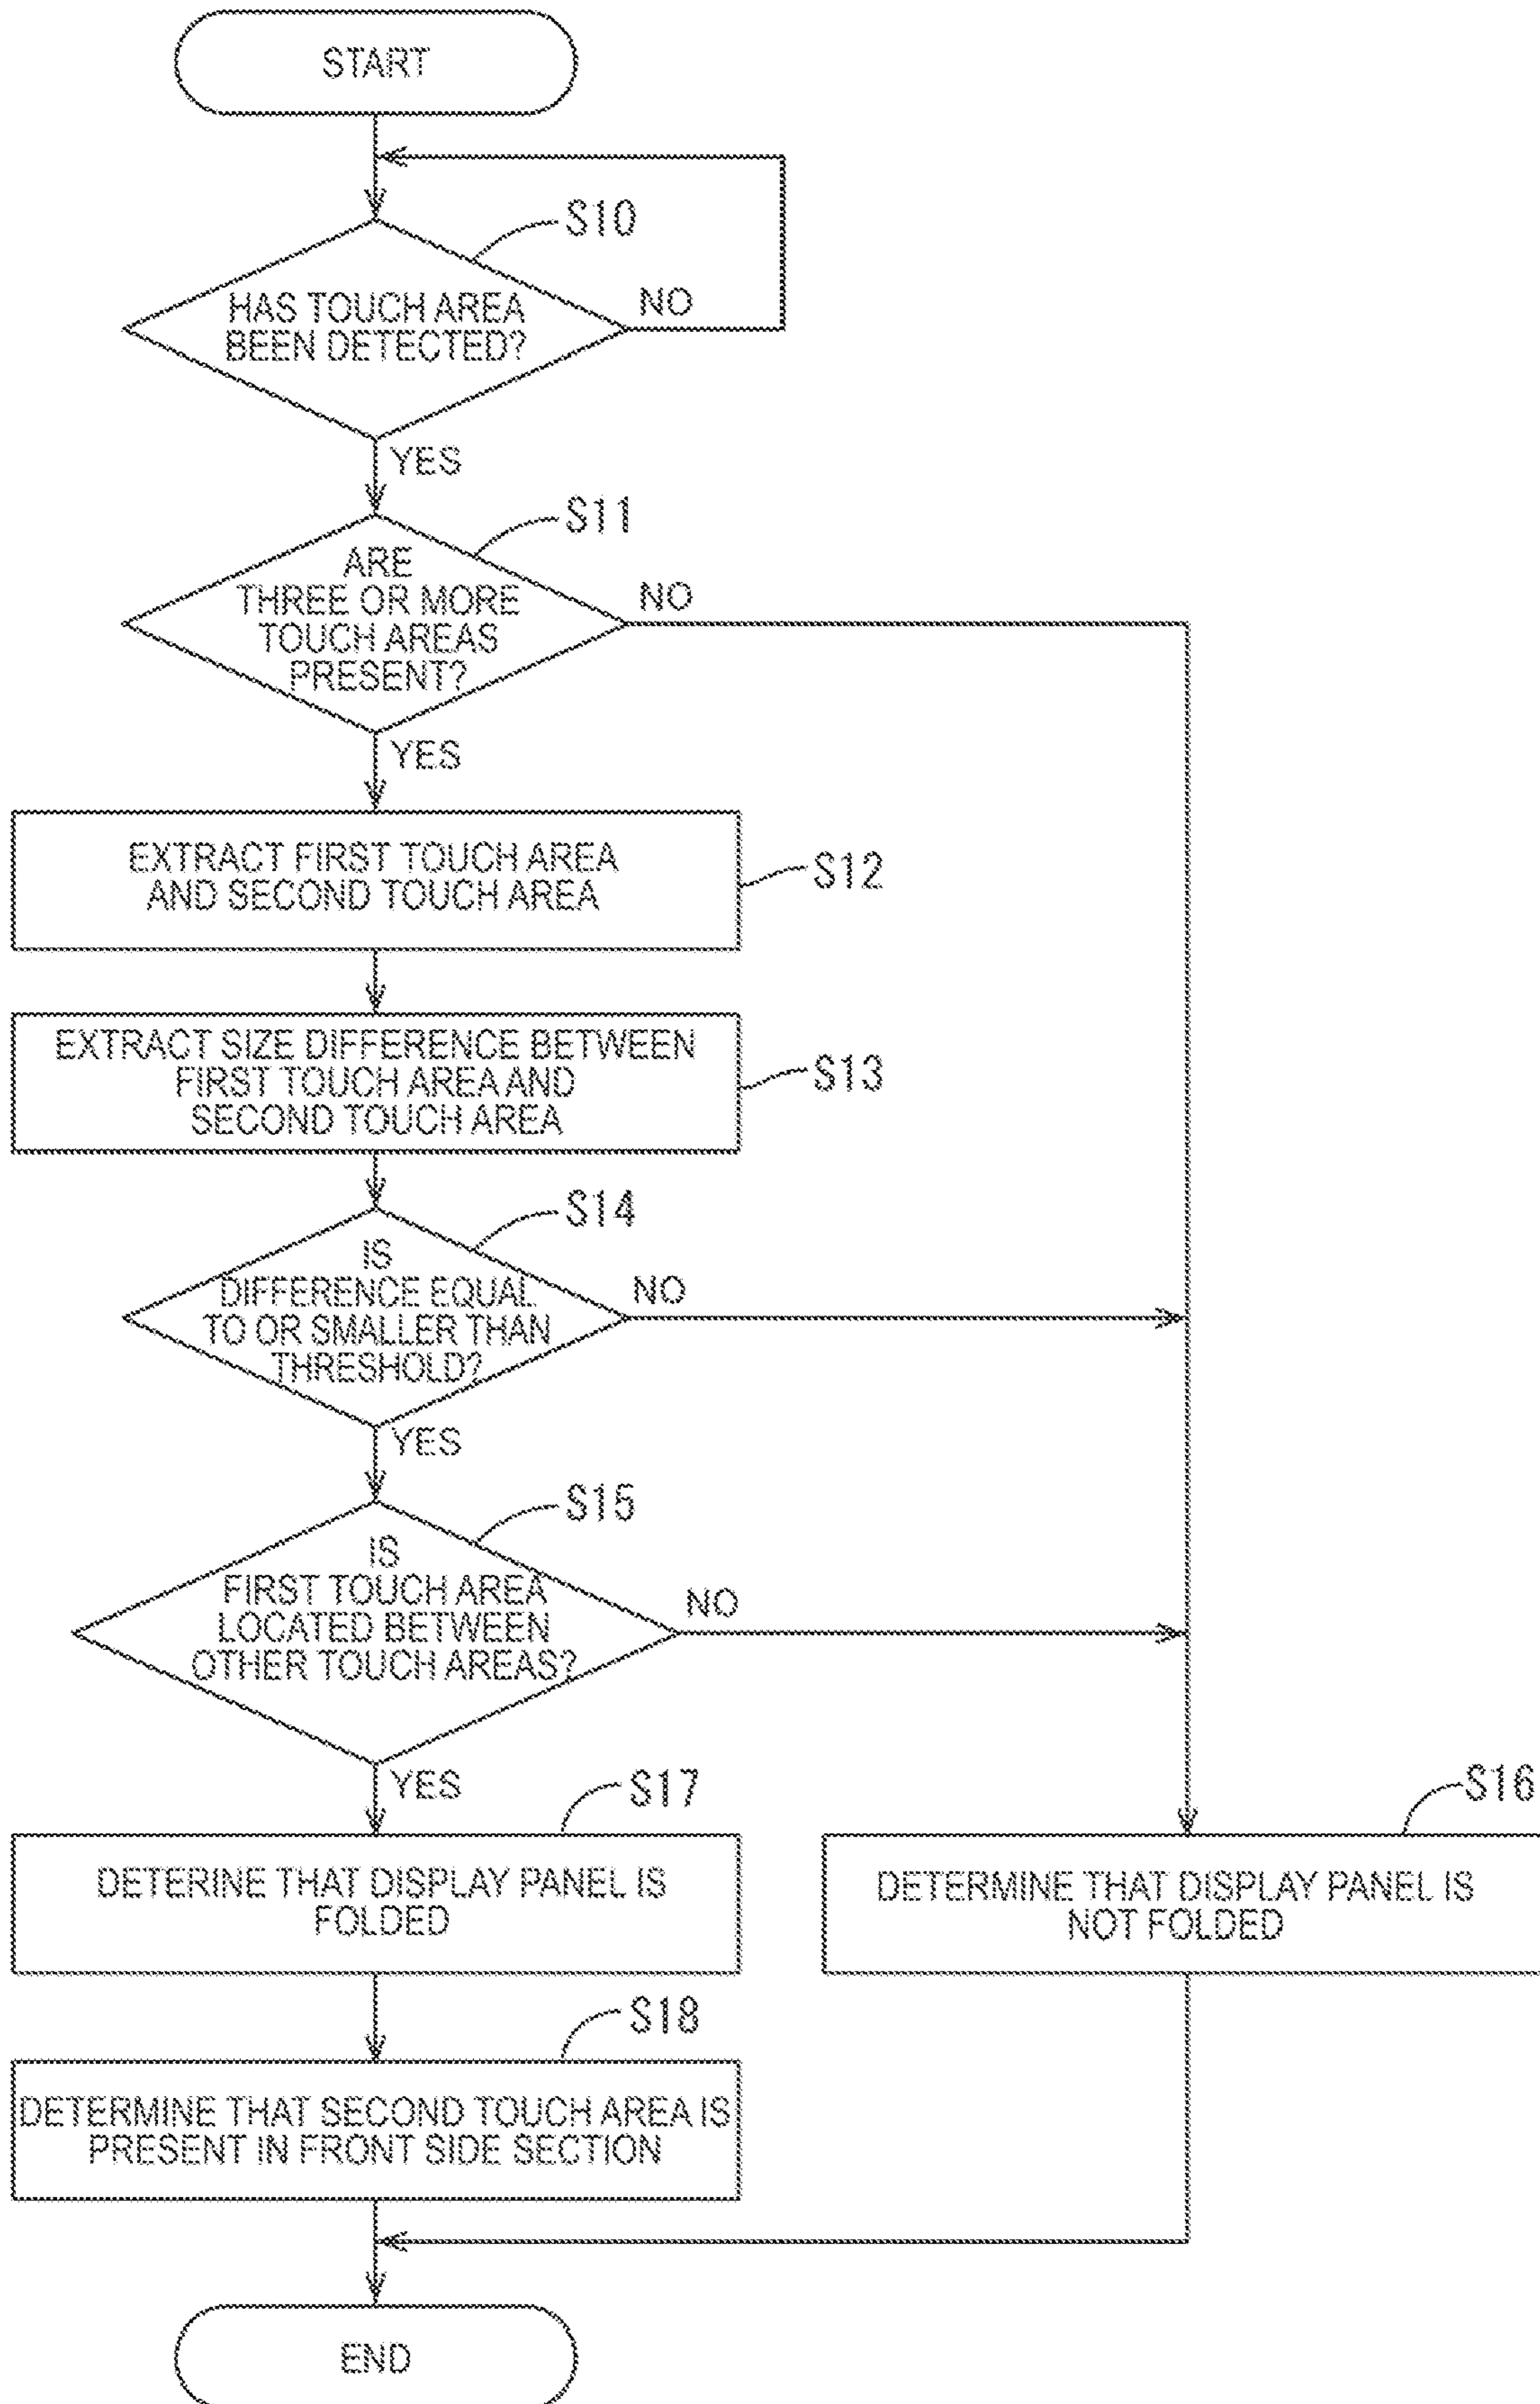 START
S10
HAS TOUCH AREA
BEEN DETECTED?
NO
YES
S11
ARE
THREE OR MORE
TOUCH AREAS
PRESENT?
NO
YES
EXTRACT FIRST TOUCH AREA
AND SECOND TOUCH AREA
S12
EXTRACT SIZE DIFFERENCE BETWEEN
FIRST TOUCH AREA AND
SECOND TOUCH AREA
S13
S14
IS
DIFFERENCE EQUAL
TO OR SMALLER THAN
THRESHOLD?
NO
YES
S15
IS
FIRST TOUCH AREA
LOCATED BETWEEN
OTHER TOUCH AREAS?
NO
YES
S17
DETERINE THAT DISPLAY PANEL IS
FOLDED
S16
DETERMINE THAT DISPLAY PANEL IS
NOT FOLDED
S18
DETERMINE THAT SECOND TOUCH AREA IS
PRESENT IN FRONT SIDE SECTION
END